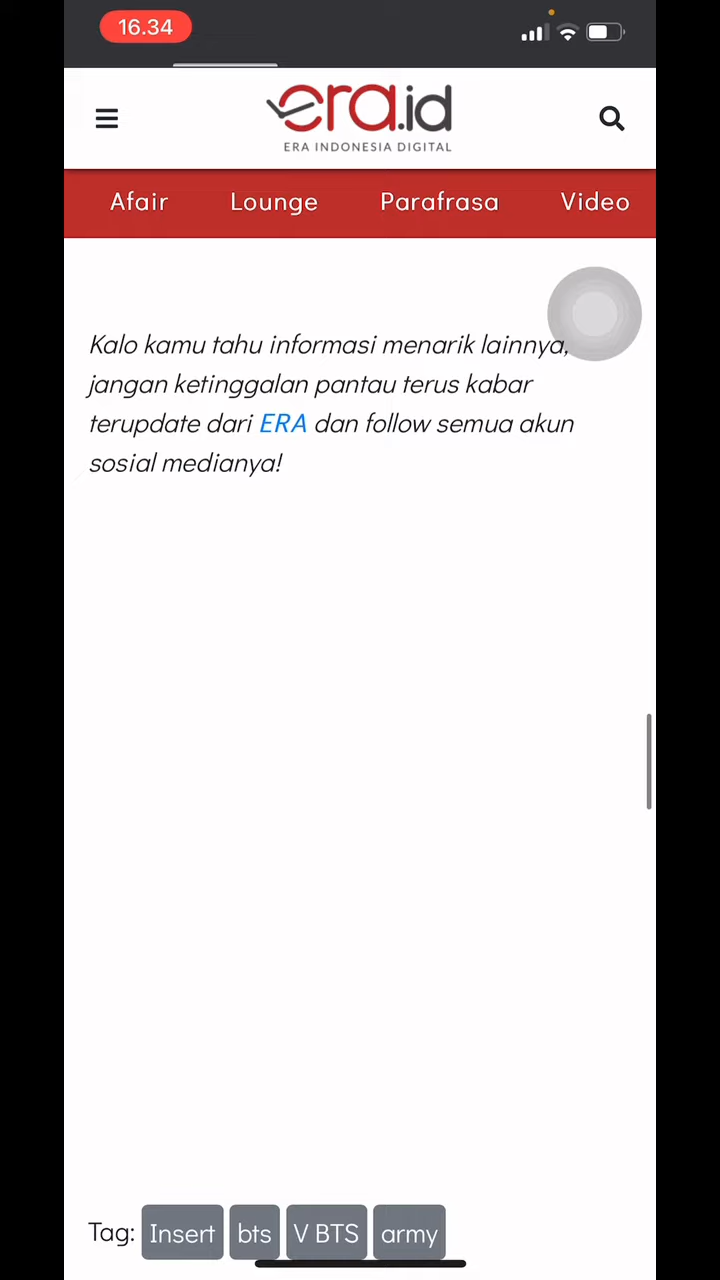 16.34
era.id
ERA INDONESIA DIGITAL
Afair Lounge Parafrasa Video
Kalo kamu tahu informasi menarik lainnya,
jangan ketinggalan pantau terus kabar
terupdate dari ERA dan follow semua akun
sosial medianya!
Tag: Insert bts V BTS army